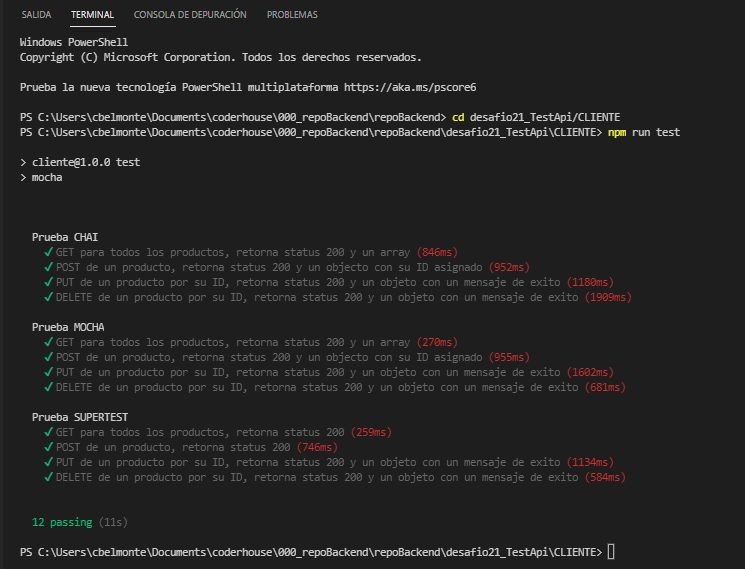 SALIDA TERMINAL CONSOLA DE DEPURACIÓN PROBLEMAS
Windows PowerShell
Copyright (C) Microsoft Corporation. Todos los derechos reservados.
Prueba la nueva tecnología PowerShell multiplataforma https://aka.ms/pscore6
PS C:\Users\cbelmonte\Documents\coderhouse\000_repoBackend\repoBackend> cd desafio21_TestApi/CLIENTE
PS C:\Users\cbelmonte\Documents\coderhouse\000_repoBackend\repoBackend\desafio21_TestApi\CLIENTE> npm run test
> cliente@1.0.0 test
> mocha
Prueba CHAI
✓ GET para todos los productos, retorna status 200 y un array (846ms)
✓ POST de un producto, retorna status 200 y un objecto con su ID asignado (952ms)
✓ PUT de un producto por su ID, retorna status 200 y un objeto con un mensaje de exito (1180ms)
✓ DELETE de un producto por su ID, retorna status 200 y un objeto con un mensaje de exito (1909ms)
Prueba MOCHA
✓ GET para todos los productos, retorna status 200 y un array (270ms)
✓ POST de un producto, retorna status 200 y un objecto con su ID asignado (955ms)
✓ PUT de un producto por su ID, retorna status 200 y un objeto con un mensaje de exito (1602ms)
✓ DELETE de un producto por su ID, retorna status 200 y un objeto con un mensaje de exito (681ms)
Prueba SUPERTEST
✓ GET para todos los productos, retorna status 200 (259ms)
✓ POST de un producto, retorna status 200 (746ms)
✓ PUT de un producto por su ID, retorna status 200 y un objeto con un mensaje de exito (1134ms)
✓ DELETE de un producto por su ID, retorna status 200 y un objeto con un mensaje de exito (584ms)
12 passing (11s)
PS C:\Users\cbelmonte\Documents\coderhouse\000_repoBackend\repoBackend\desafio21_TestApi\CLIENTE>